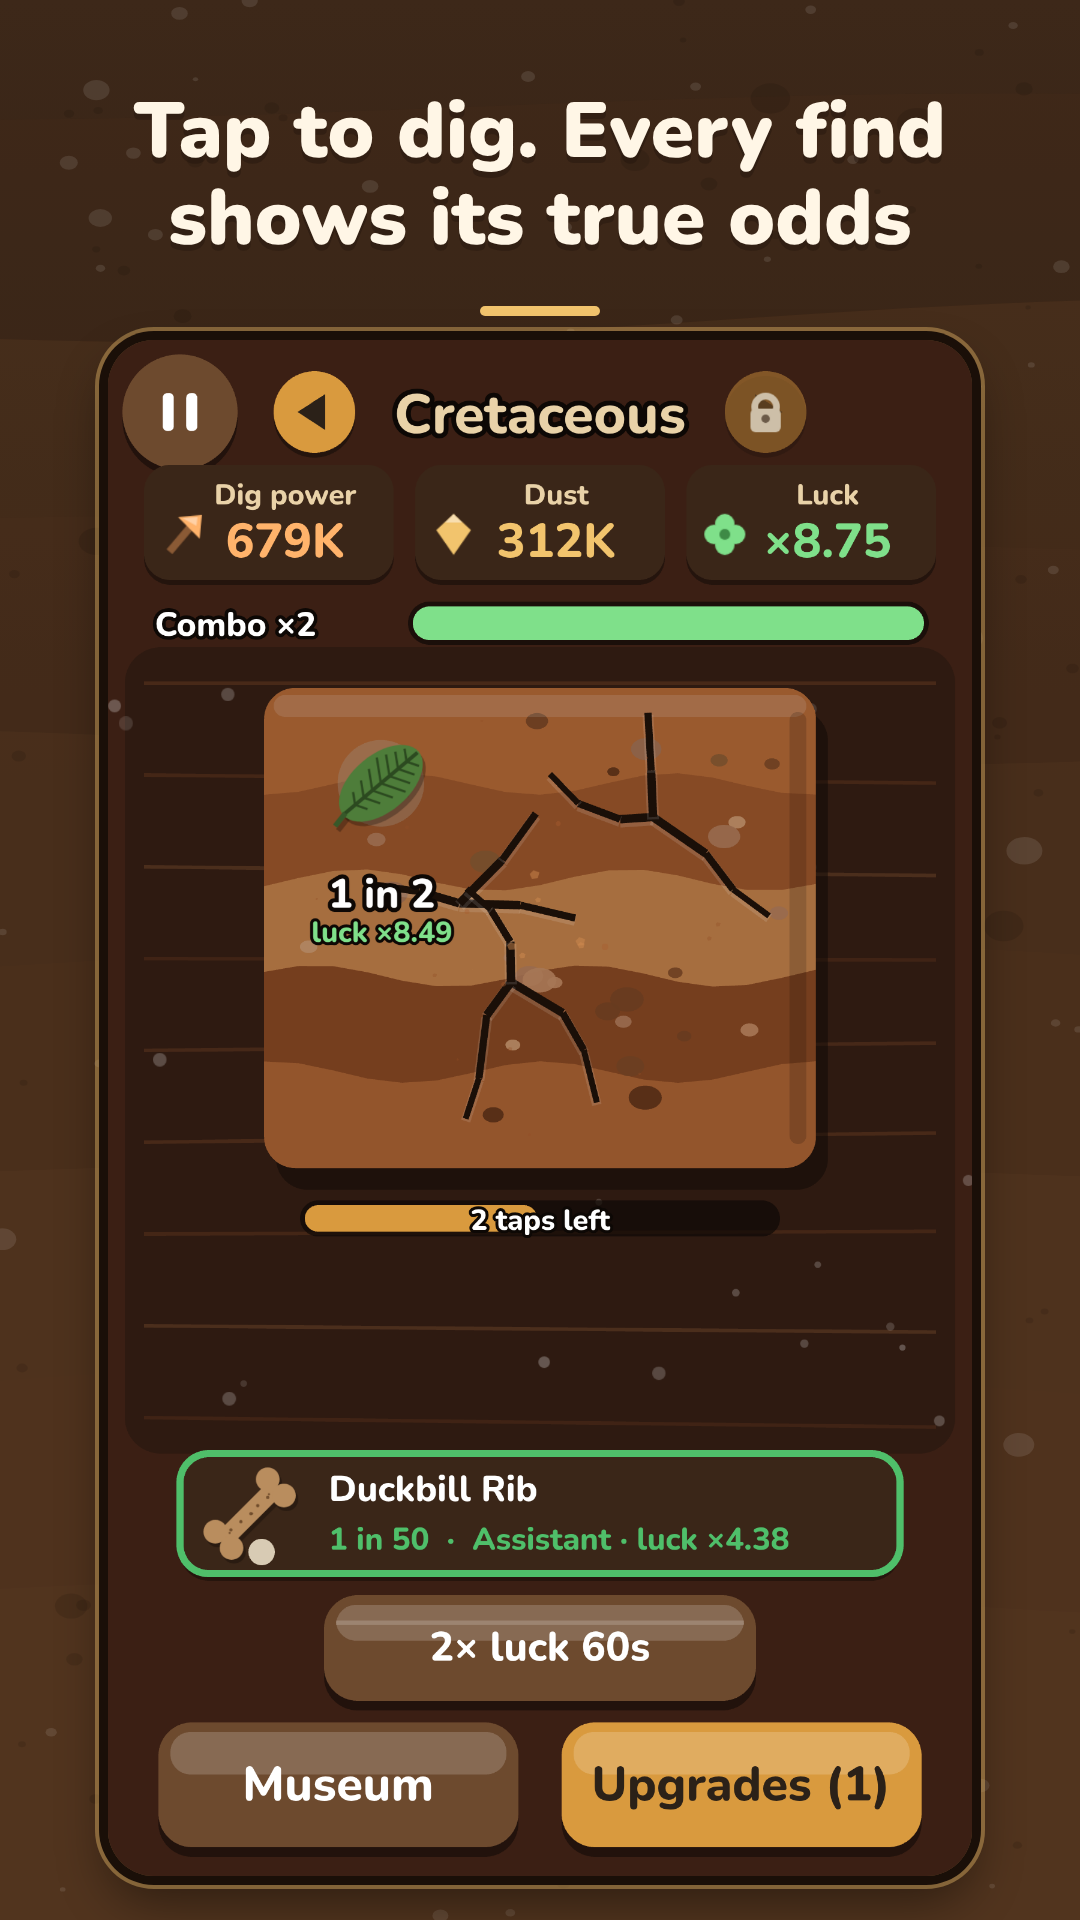 Tap to dig. Every find
shows its true odds
Cretaceous
Dig power
679K
Dust
312K
Luck
×8.75
Combo ×2
1 in 2
luck ×8.49
2 taps left
Duckbill Rib
1 in 50 · Assistant · luck ×4.38
2× luck 60s
Museum
Upgrades (1)